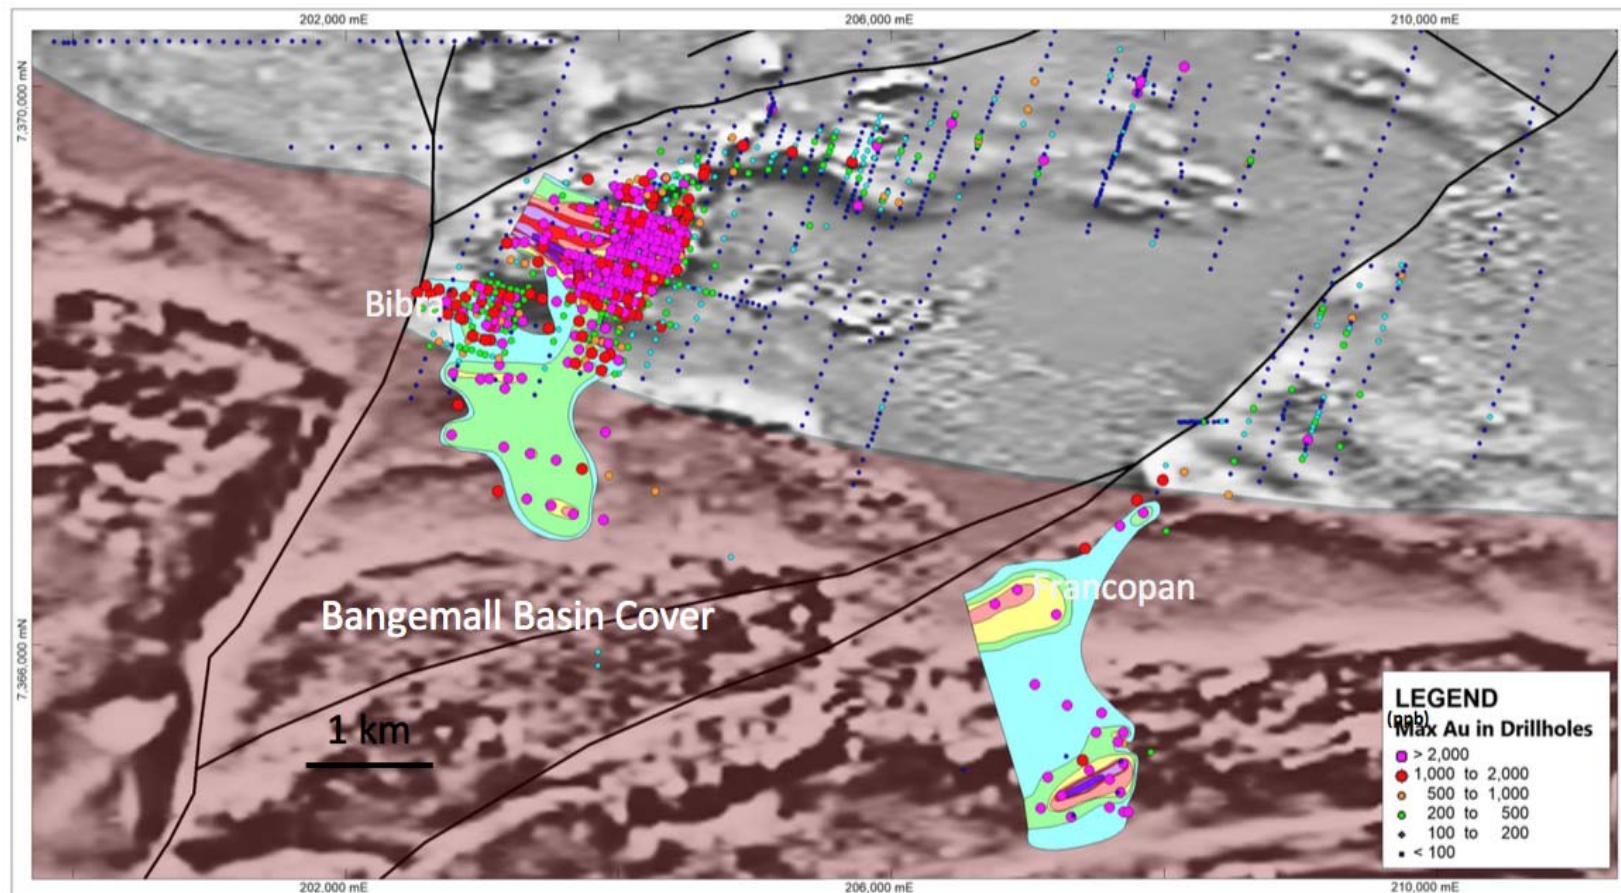 202,000 mE
206,000 mE
210,000 mE
7,370,000 mN
Bibra
Francopan
Bangemall Basin Cover
7,366,000 mN
1 km
LEGEND
(ppb)
Max Au in Drillholes
> 2,000
1,000 to 2,000
500 to 1,000
200 to 500
100 to 200
< 100
202,000 mE
206,000 mE
210,000 mE